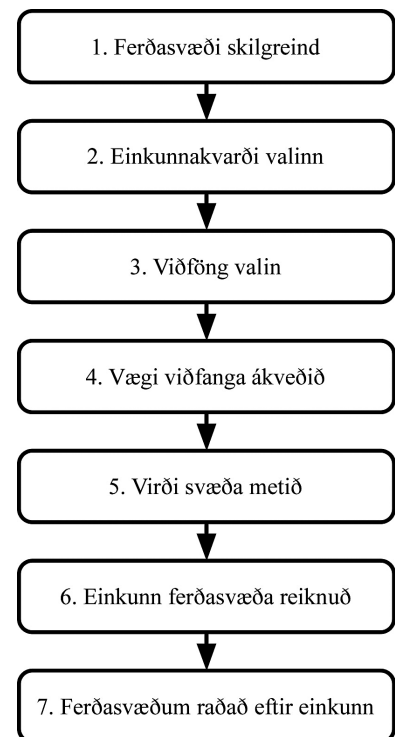 1. Ferðasvæði skilgreind
2. Einkunnakvarði valinn
3. Viðföng valin
4. Vægi viðfanga ákveðið
5. Virði svæða metið
6. Einkunn ferðasvæða reiknuð
7. Ferðasvæðum raðað eftir einkunn